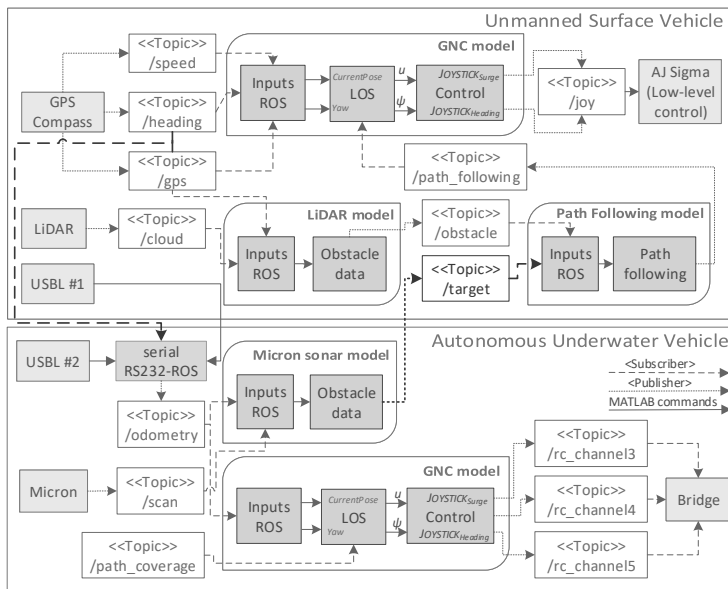 Unmanned Surface Vehicle
<<Topic>>
/speed
GNC model
GPS
Compass
<<Topic>>
/heading
Inputs
ROS
CurrentPose
LOS
Yaw
u
ψ
JOYSTICKSurge
Control
JOYSTICKHeading
<<Topic>>
/joy
AJ Sigma
(Low-level
control)
<<Topic>>
/gps
<<Topic>>
/path_following
LiDAR
<<Topic>>
/cloud
LiDAR model
Inputs
ROS
Obstacle
data
<<Topic>>
/obstacle
Path Following model
Inputs
ROS
Path
following
USBL #1
<<Topic>>
/target
Autonomous Underwater Vehicle
USBL #2
serial
RS232-ROS
Micron sonar model
Inputs
ROS
Obstacle
data
<Subscriber>
<Publisher>
MATLAB commands
<<Topic>>
/odometry
Micron
<<Topic>>
/scan
GNC model
Inputs
ROS
CurrentPose
LOS
Yaw
u
ψ
JOYSTICKSurge
Control
JOYSTICKHeading
<<Topic>>
/rc_channel3
<<Topic>>
/rc_channel4
Bridge
<<Topic>>
/rc_channel5
<<Topic>>
/path_coverage